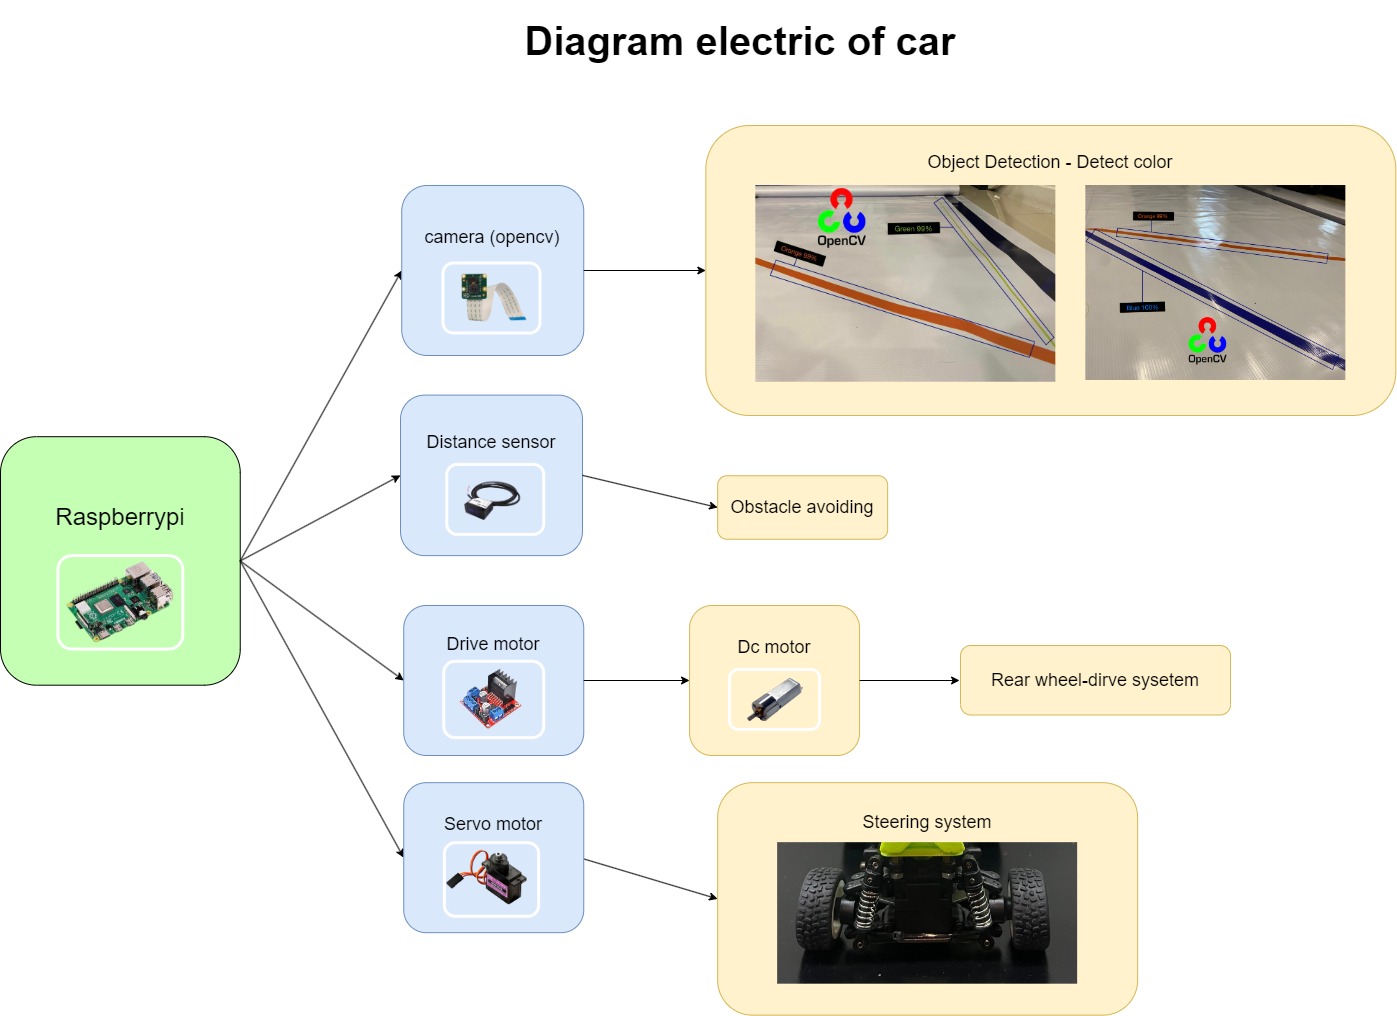 Diagram electric of car
Object Detection - Detect color
camera (opencv)
OpenCV
Green 99%
Orange 99%
Orange 99%
Blue 100%
OpenCV
Distance sensor
Obstacle avoiding
Raspberrypi
Drive motor
Dc motor
Rear wheel-dirve sysetem
Servo motor
Steering system